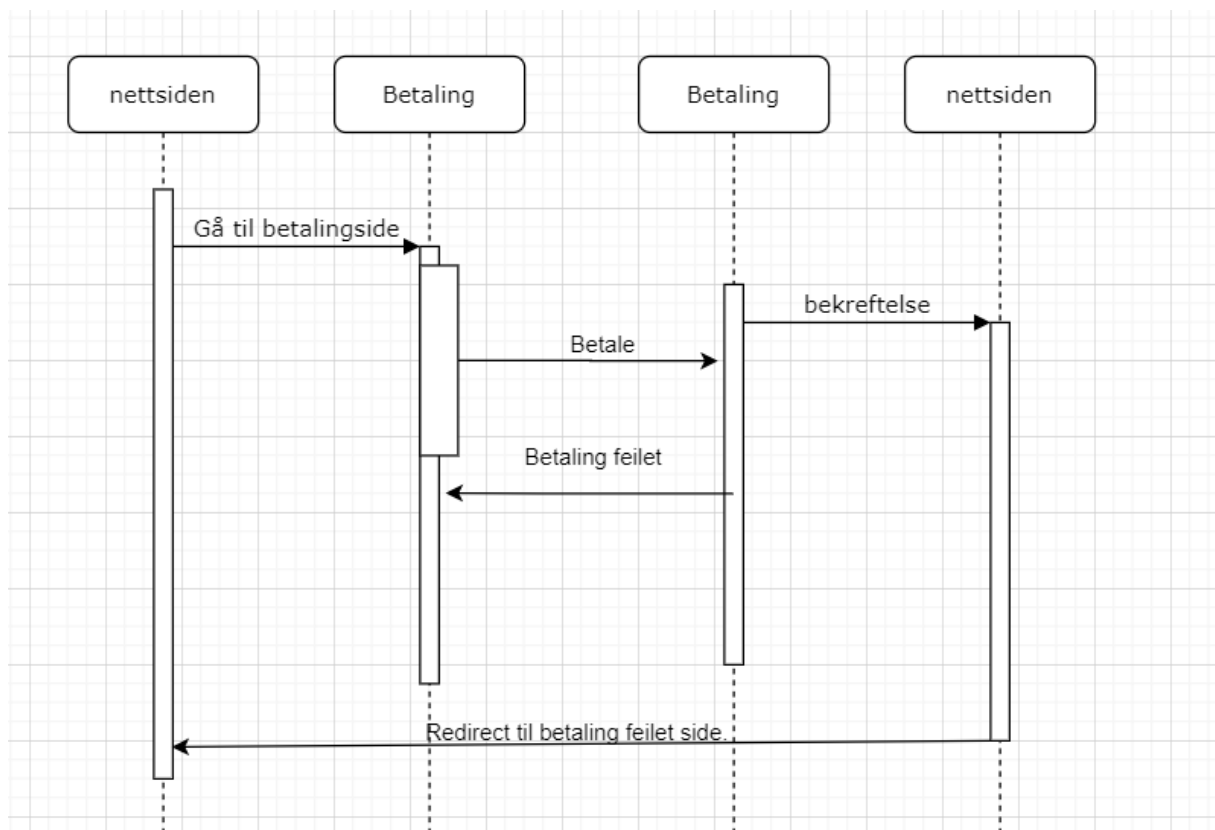 nettsiden
Betaling
Betaling
nettsiden
Gå til betalingside
bekreftelse
Betale
Betaling feilet
Redirect til betaling feilet side.